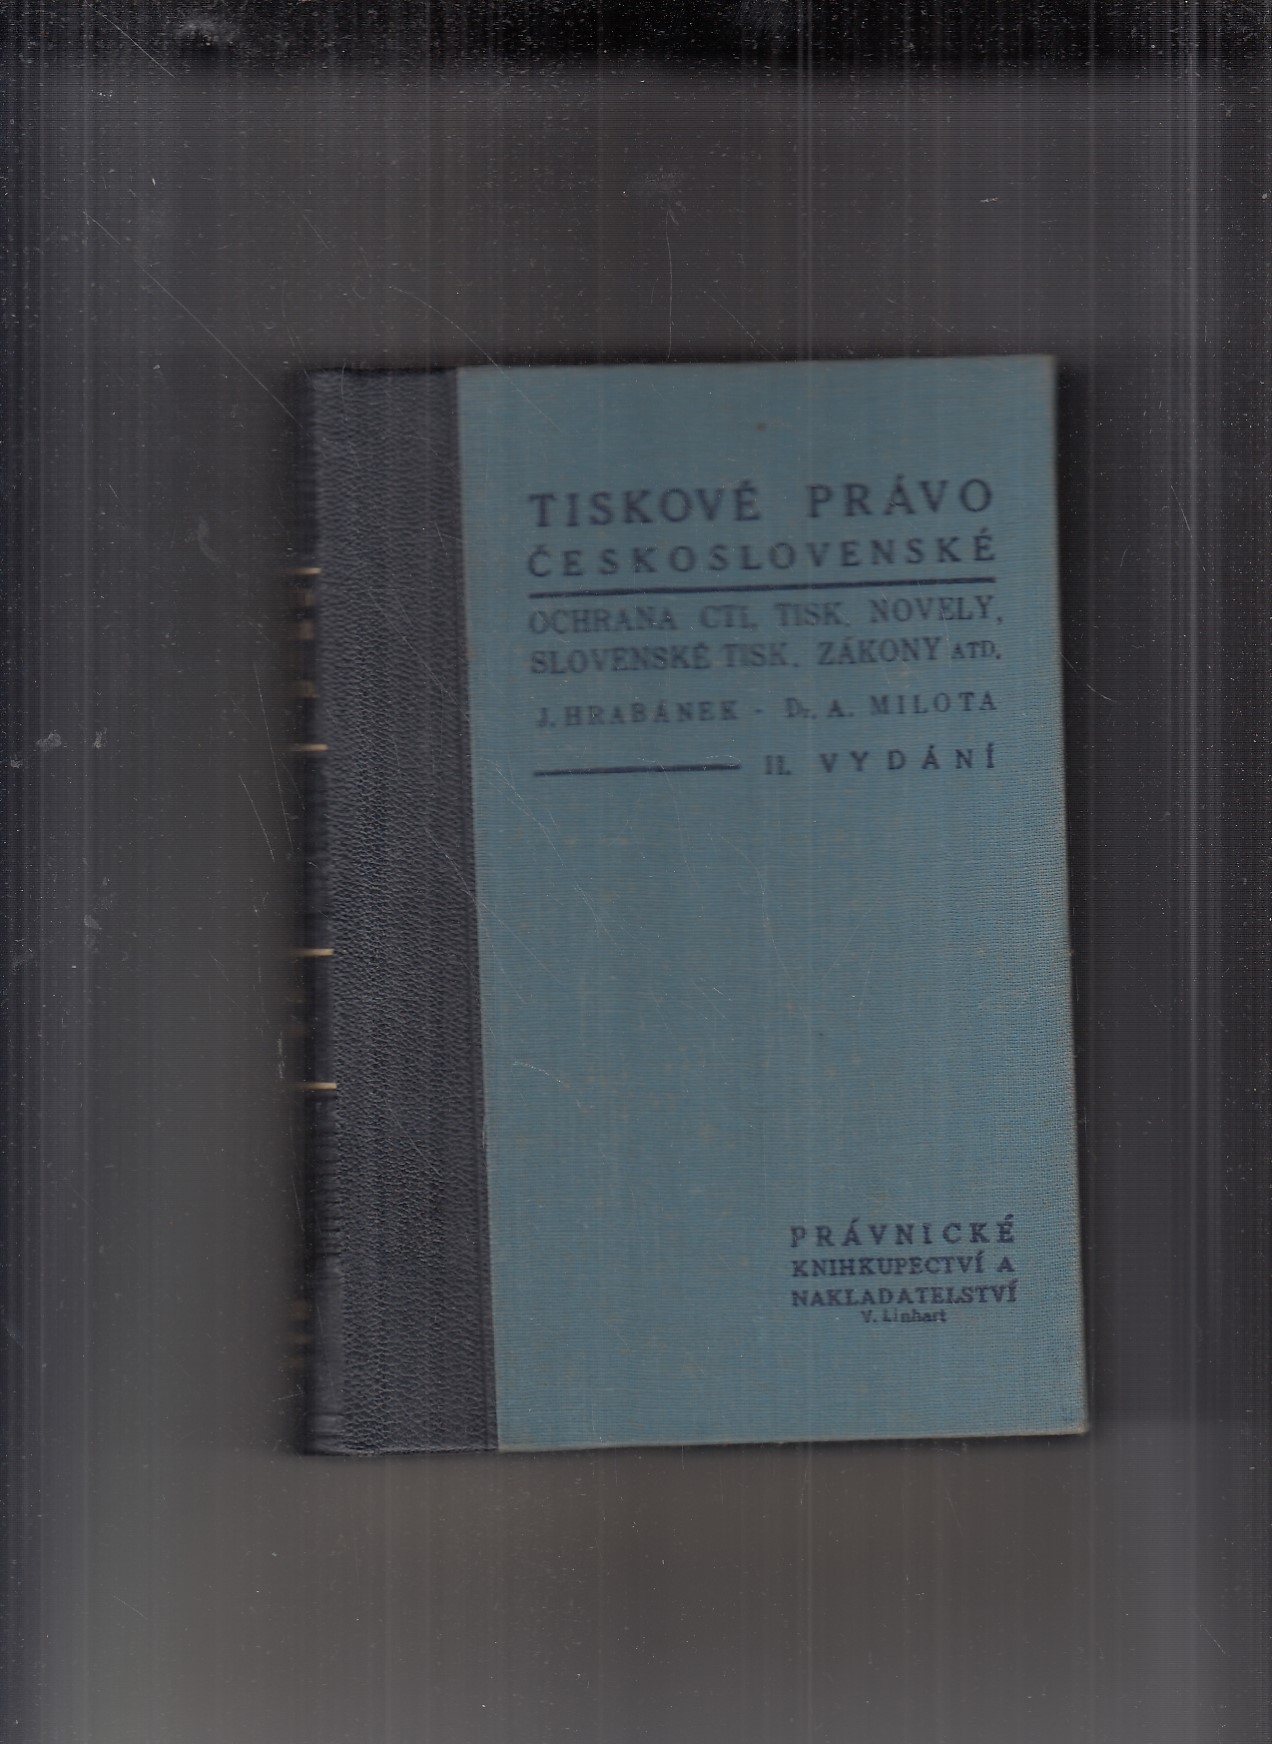 TISKOVÉ PRÁVO
ČESKOSLOVENSKÉ
OCHRANA CTI, TISK. NOVELY,
SLOVENSKÉ TISK. ZÁKONY ATD.
J. HRABÁNEK - Dr. A. MILOTA
II. VYDÁNÍ
PRÁVNICKÉ
KNIHKUPECTVÍ A
NAKLADATELSTVÍ
V. Linhart